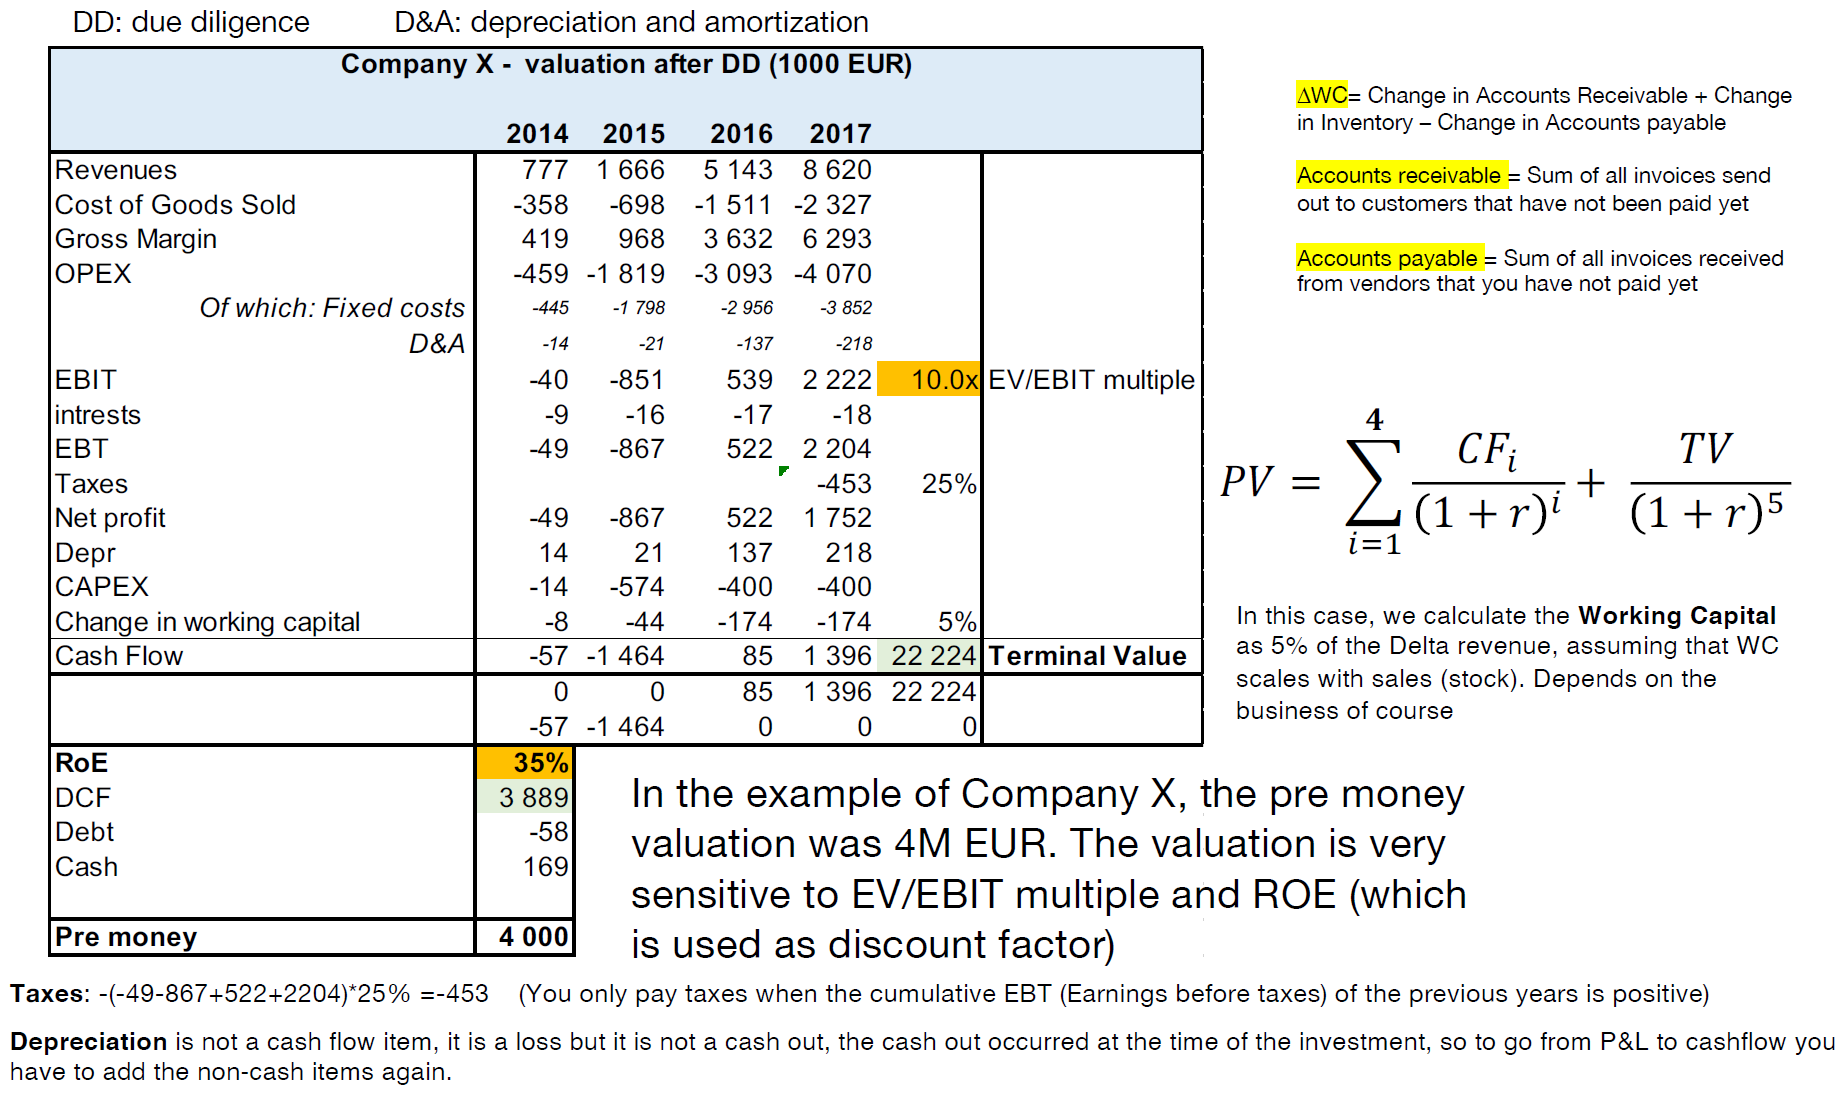 DD: due diligence D&A: depreciation and amortization
Company X - valuation after DD (1000 EUR)
2014 2015 2016 2017
Revenues 777 1 666 5 143 8 620
Cost of Goods Sold -358 -698 -1 511 -2 327
Gross Margin 419 968 3 632 6 293
OPEX -459 -1 819 -3 093 -4 070
Of which: Fixed costs -445 -1 798 -2 956 -3 852
D&A -14 -21 -137 -218
EBIT -40 -851 539 2 222 10.0x EV/EBIT multiple
intrests -9 -16 -17 -18
EBT -49 -867 522 2 204
Taxes -453 25%
Net profit -49 -867 522 1 752
Depr 14 21 137 218
CAPEX -14 -574 -400 -400
Change in working capital -8 -44 -174 -174 5%
Cash Flow -57 -1 464 85 1 396 22 224 Terminal Value
0 0 85 1 396 22 224
-57 -1 464 0 0 0
RoE 35%
DCF 3 889
Debt -58
Cash 169
Pre money 4 000
∆WC= Change in Accounts Receivable + Change
in Inventory – Change in Accounts payable
Accounts receivable = Sum of all invoices send
out to customers that have not been paid yet
Accounts payable = Sum of all invoices received
from vendors that you have not paid yet
PV = ∑_{i=1}^{4} CF_i/(1 + r)^i + TV/(1 + r)^5
In this case, we calculate the Working Capital
as 5% of the Delta revenue, assuming that WC
scales with sales (stock). Depends on the
business of course
In the example of Company X, the pre money
valuation was 4M EUR. The valuation is very
sensitive to EV/EBIT multiple and ROE (which
is used as discount factor)
Taxes: -(-49-867+522+2204)*25% =-453 (You only pay taxes when the cumulative EBT (Earnings before taxes) of the previous years is positive)
Depreciation is not a cash flow item, it is a loss but it is not a cash out, the cash out occurred at the time of the investment, so to go from P&L to cashflow you
have to add the non-cash items again.